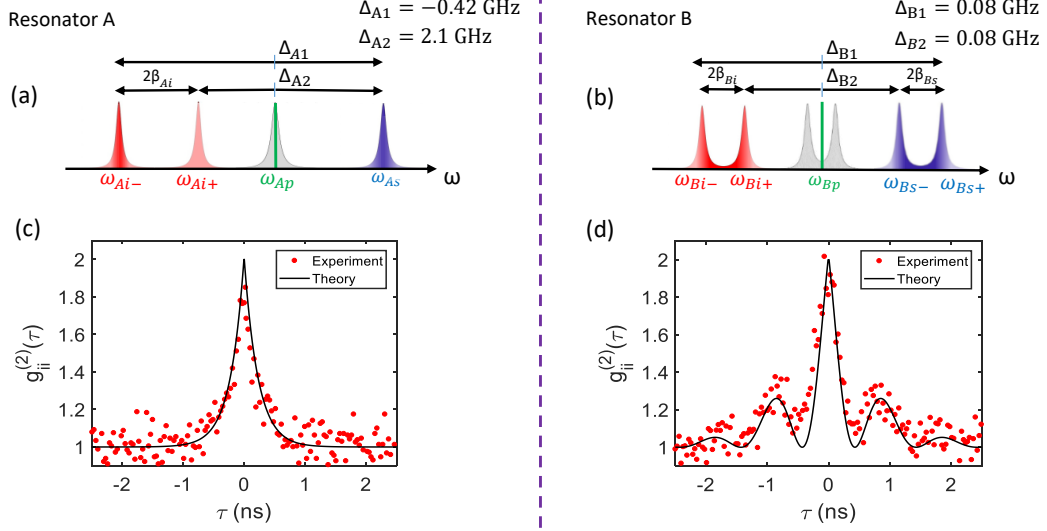 Resonator A
Δ_A1 = −0.42 GHz
Δ_A2 = 2.1 GHz
(a)
Δ_A1
2β_Ai
Δ_A2
ω_Ai−
ω_Ai+
ω_Ap
ω_As
ω
Resonator B
Δ_B1 = 0.08 GHz
Δ_B2 = 0.08 GHz
(b)
Δ_B1
2β_Bi
Δ_B2
2β_Bs
ω_Bi−
ω_Bi+
ω_Bp
ω_Bs−
ω_Bs+
ω
(c)
g_ii^(2)(τ)
2
1.8
1.6
1.4
1.2
1
-2
-1
0
1
2
τ (ns)
Experiment
Theory
(d)
g_ii^(2)(τ)
2
1.8
1.6
1.4
1.2
1
-2
-1
0
1
2
τ (ns)
Experiment
Theory